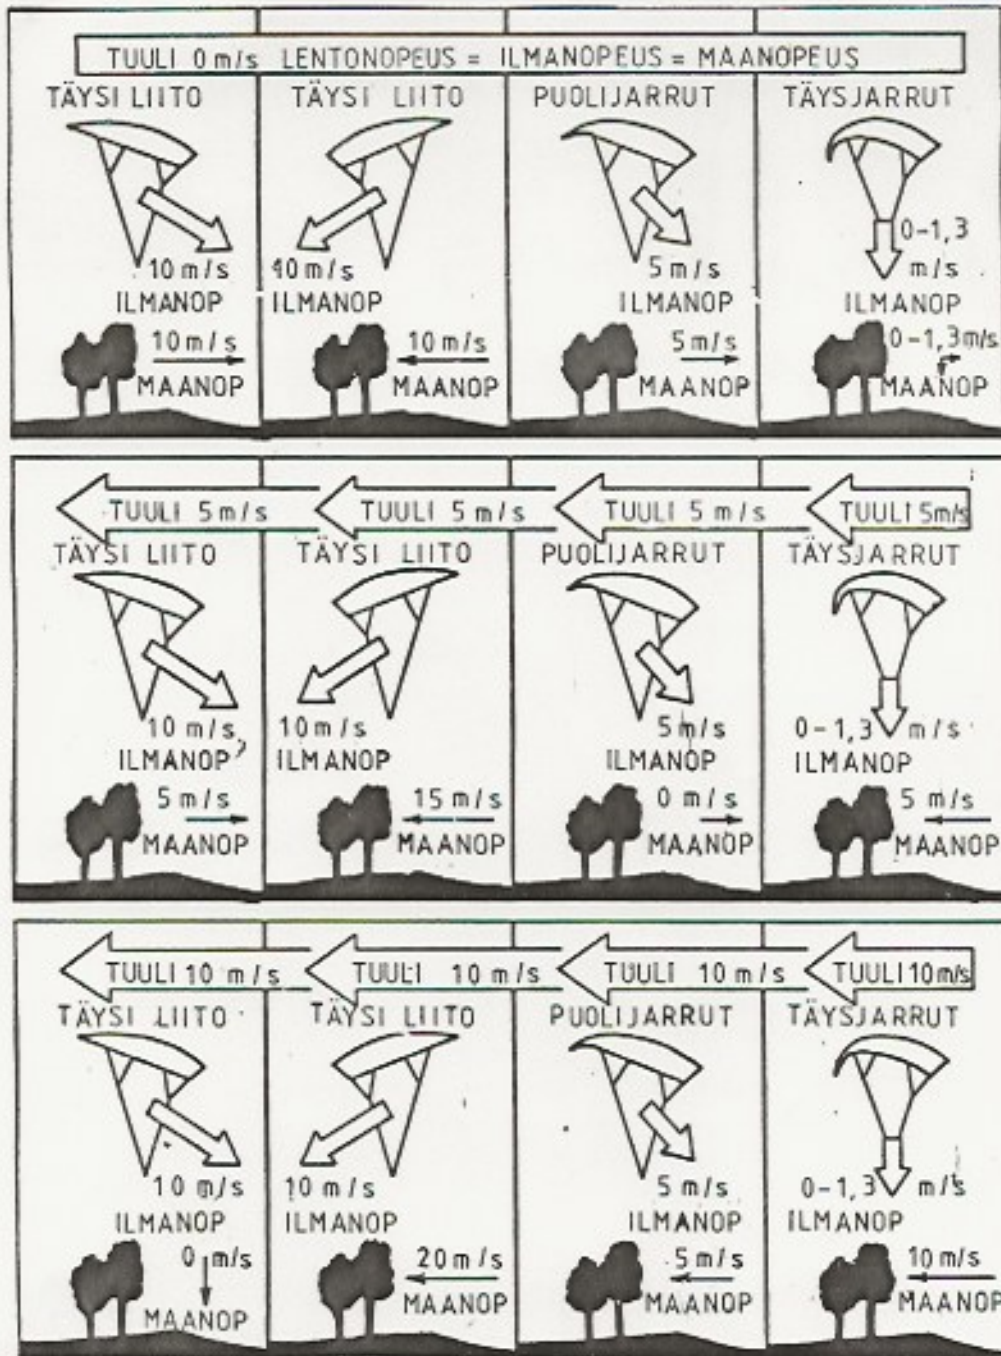 TUULI 0 m/s LENTONOPEUS = ILMANOPEUS = MAANOPEUS
TÄYSI LIITO
10 m/s
ILMANOP
10 m/s
MAANOP
TÄYSI LIITO
10 m/s
ILMANOP
10 m/s
MAANOP
PUOLIJARRUT
5 m/s
ILMANOP
5 m/s
MAANOP
TÄYSJARRUT
0-1,3
m/s
ILMANOP
0-1,3 m/s
MAANOP
TUULI 5 m/s
TÄYSI LIITO
10 m/s
ILMANOP
5 m/s
MAANOP
TUULI 5 m/s
TÄYSI LIITO
10 m/s
ILMANOP
15 m/s
MAANOP
TUULI 5 m/s
PUOLIJARRUT
5 m/s
ILMANOP
0 m/s
MAANOP
TUULI 5 m/s
TÄYSJARRUT
0-1,3 m/s
ILMANOP
5 m/s
MAANOP
TUULI 10 m/s
TÄYSI LIITO
10 m/s
ILMANOP
0 m/s
MAANOP
TUULI 10 m/s
TÄYSI LIITO
10 m/s
ILMANOP
20 m/s
MAANOP
TUULI 10 m/s
PUOLIJARRUT
5 m/s
ILMANOP
5 m/s
MAANOP
TUULI 10 m/s
TÄYSJARRUT
0-1,3 m/s
ILMANOP
10 m/s
MAANOP